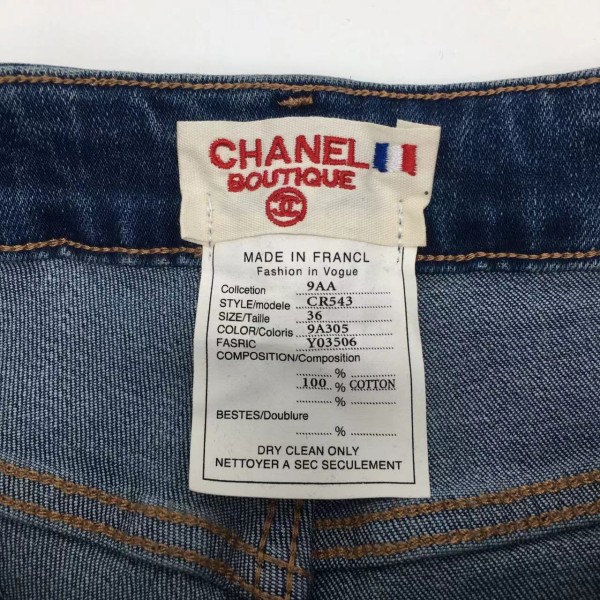 CHANEL
BOUTIQUE
MADE IN FRANCL
Fashion in Vogue
Collcetion 9AA
STYLE/modele CR543
SIZE/Taille 36
COLOR/Coloris 9A305
FASRIC Y03506
COMPOSITION/Composition
%
100 % COTTON
%
BESTES/Doublure
%
DRY CLEAN ONLY
NETTOYER A SEC SECULEMENT